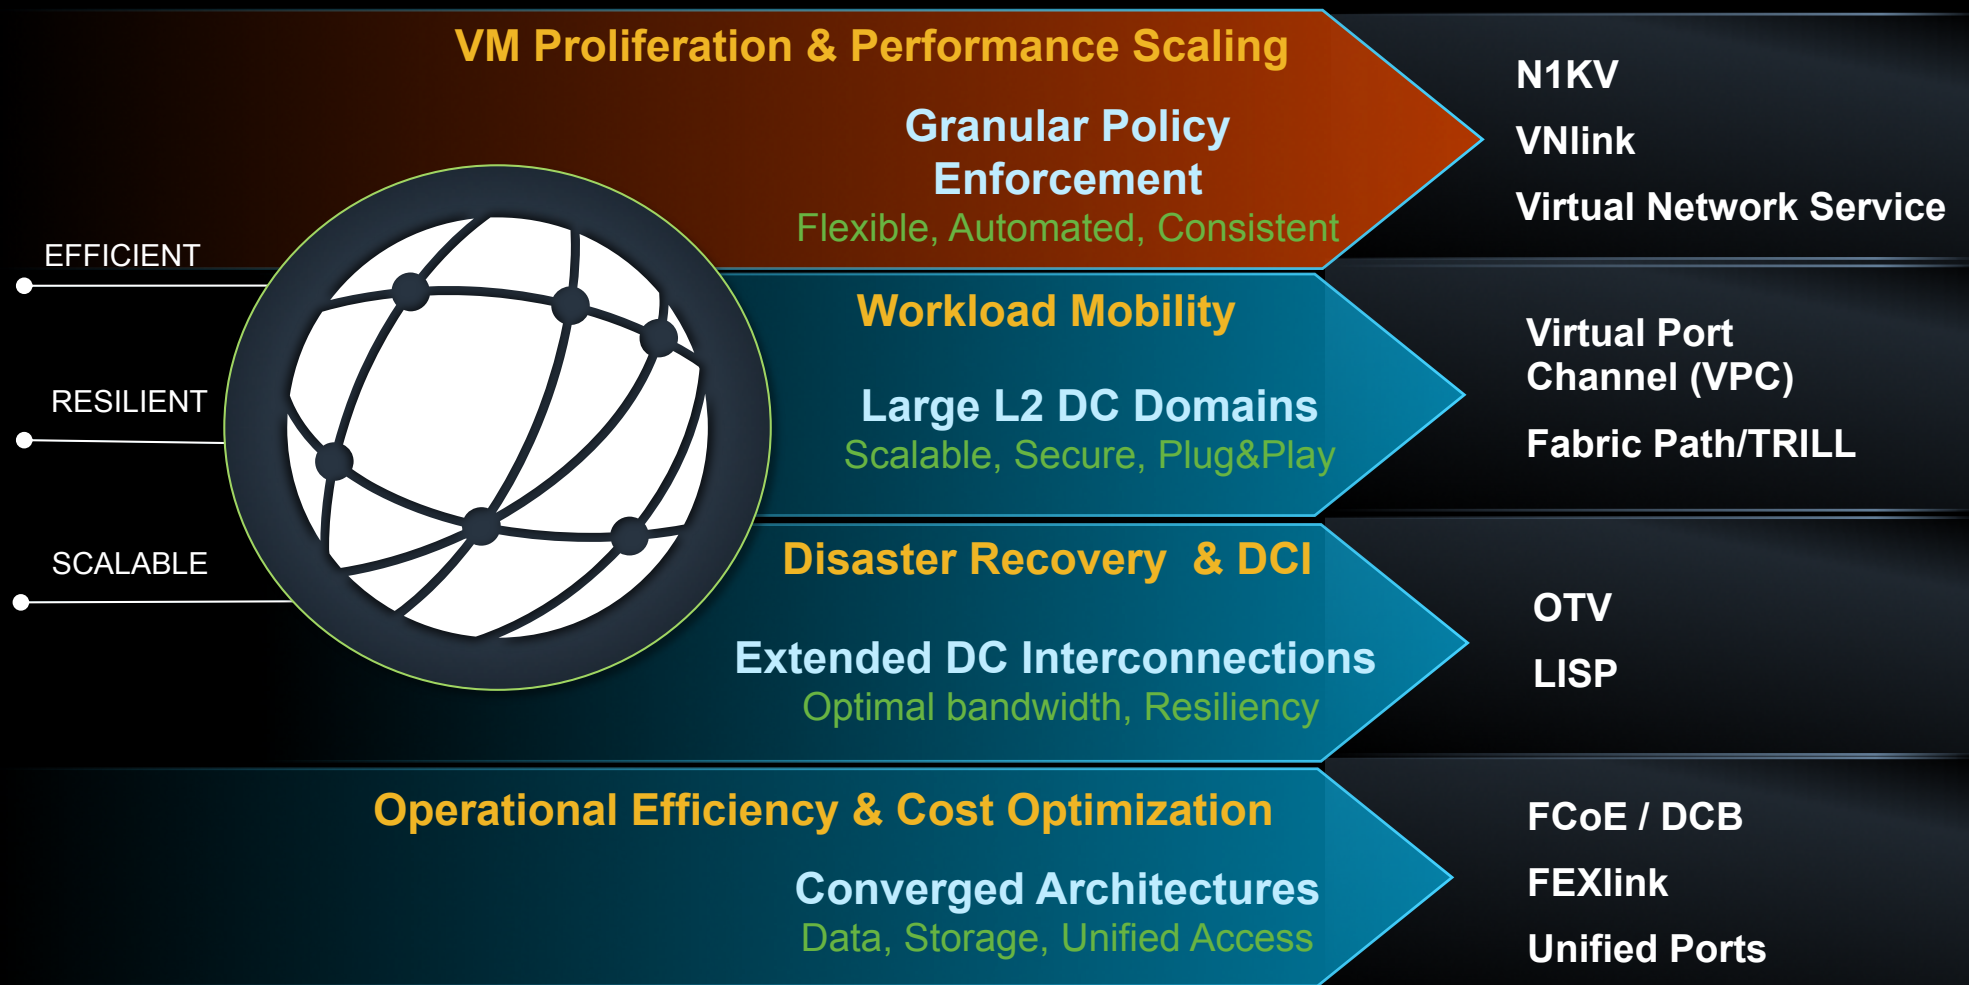 VM Proliferation & Performance Scaling
Granular Policy
Enforcement
Flexible, Automated, Consistent
N1KV
VNlink
Virtual Network Service
EFFICIENT
RESILIENT
SCALABLE
Workload Mobility
Large L2 DC Domains
Scalable, Secure, Plug&Play
Virtual Port
Channel (VPC)
Fabric Path/TRILL
Disaster Recovery  & DCI
Extended DC Interconnections
Optimal bandwidth, Resiliency
OTV
LISP
Operational Efficiency & Cost Optimization
Converged Architectures
Data, Storage, Unified Access
FCoE / DCB
FEXlink
Unified Ports